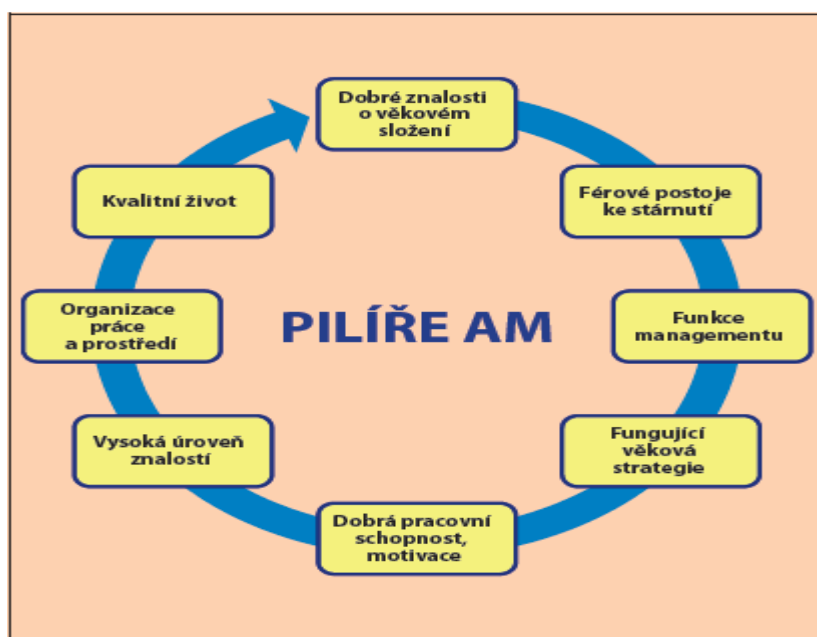 Dobré znalosti
o věkovém
složení
Férové postoje
ke stárnutí
Funkce
managementu
Fungující
věková
strategie
Dobrá pracovní
schopnost,
motivace
Vysoká úroveň
znalostí
Organizace
práce
a prostředí
Kvalitní život
PILÍŘE AM